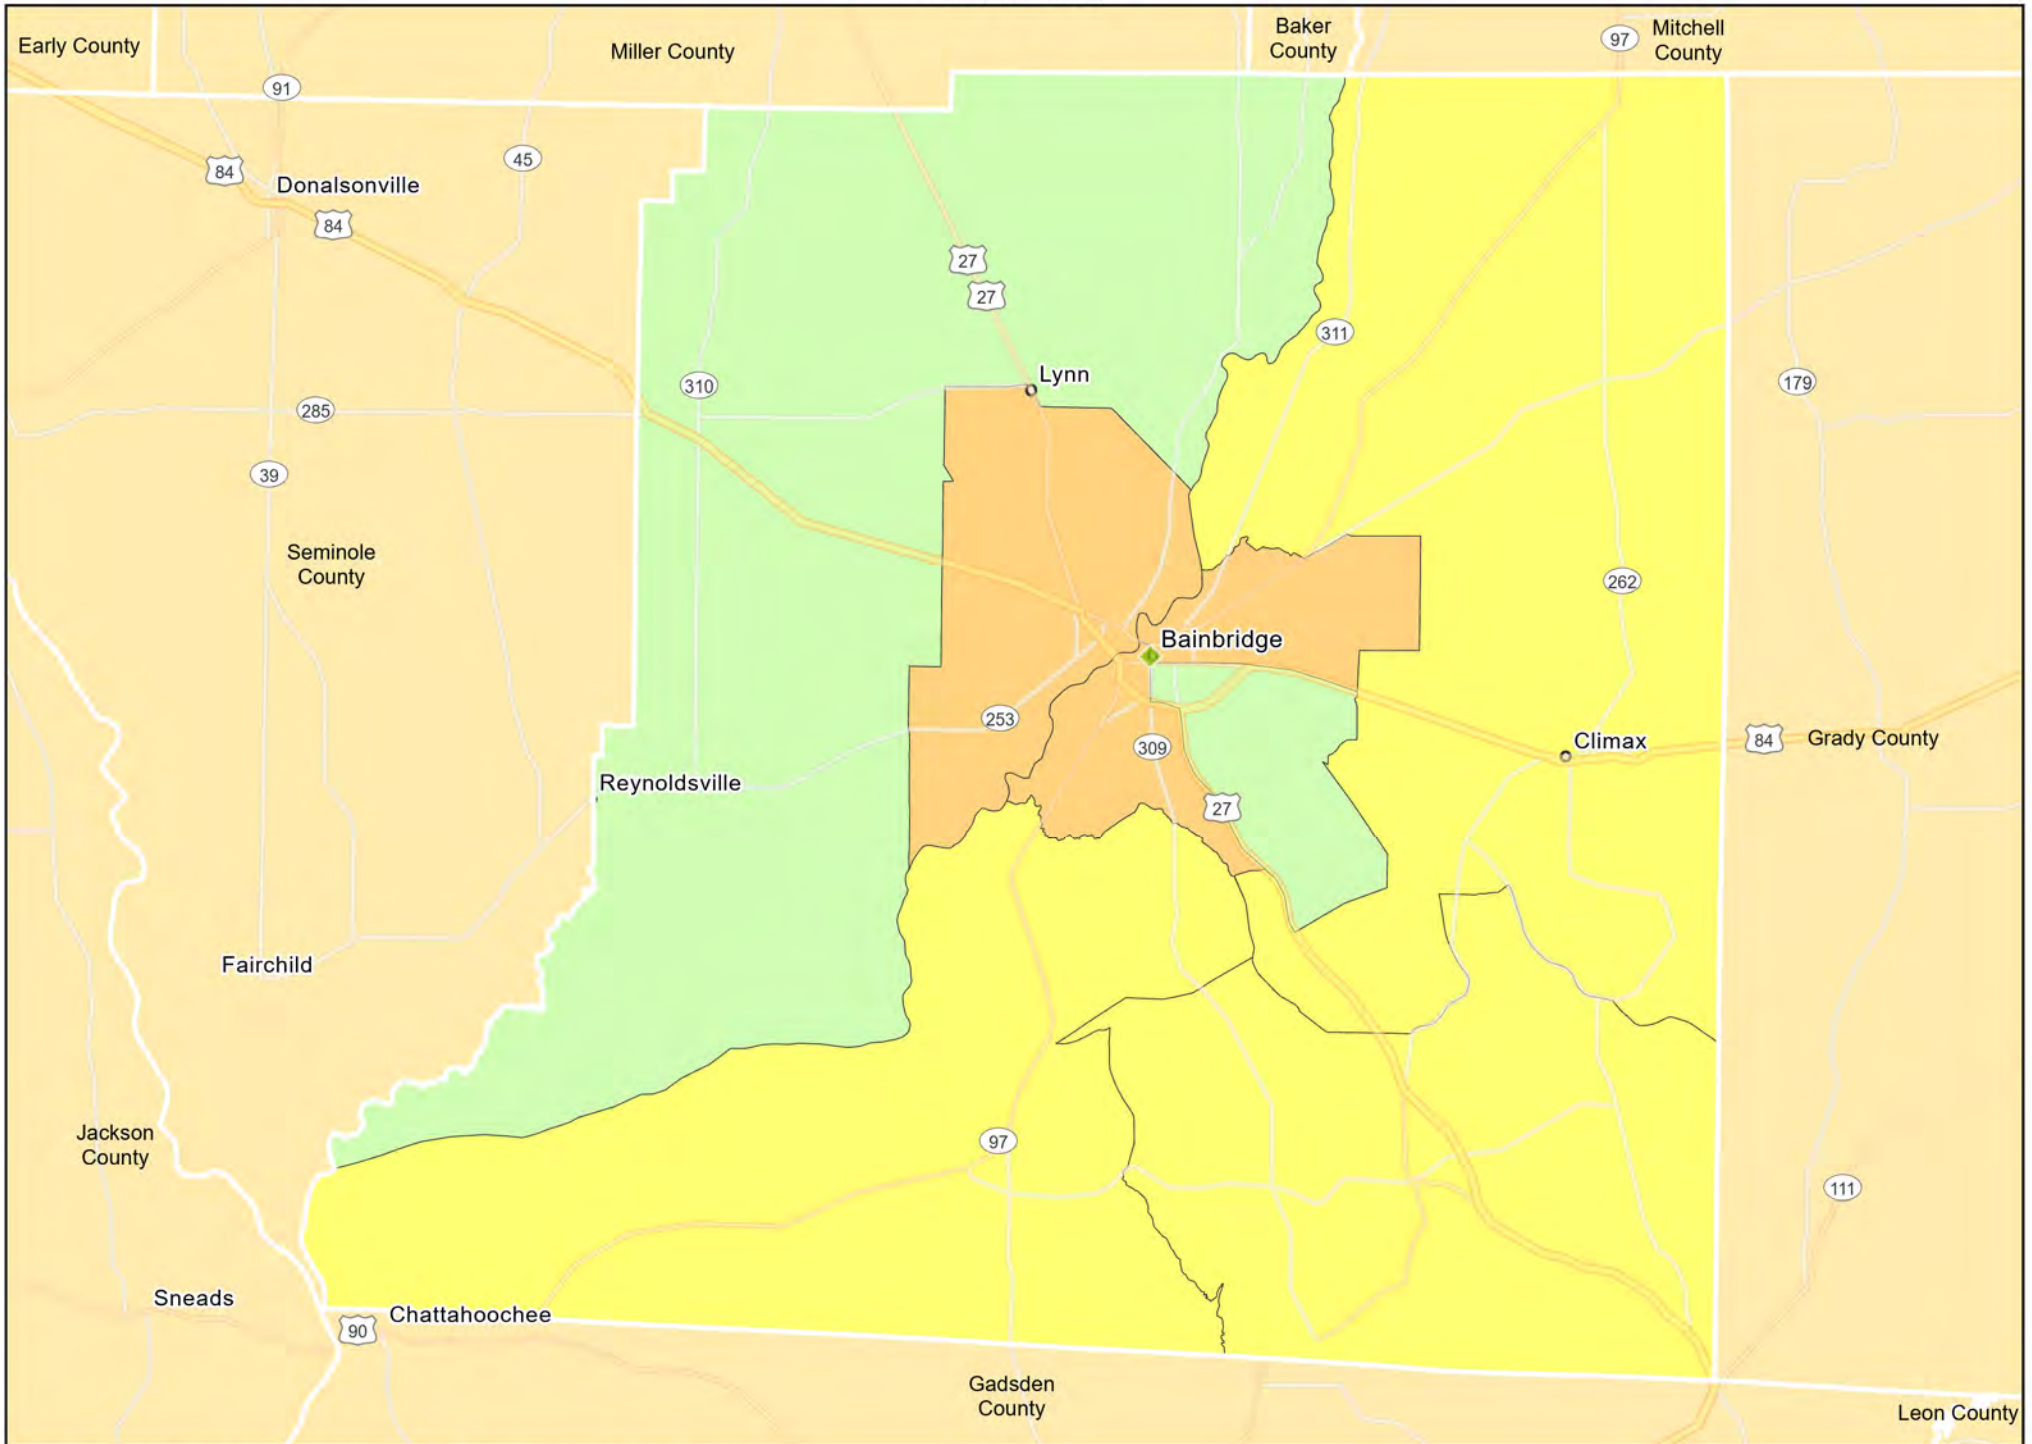 Early County
Miller County
Baker
County
97
Mitchell
County
91
45
84
Donalsonville
84
27
27
311
Lynn
310
179
285
39
Seminole
County
262
Bainbridge
253
309
Climax
84
Grady County
Reynoldsville
27
Fairchild
Jackson
County
97
111
Sneads
Chattahoochee
90
Gadsden
County
Leon County